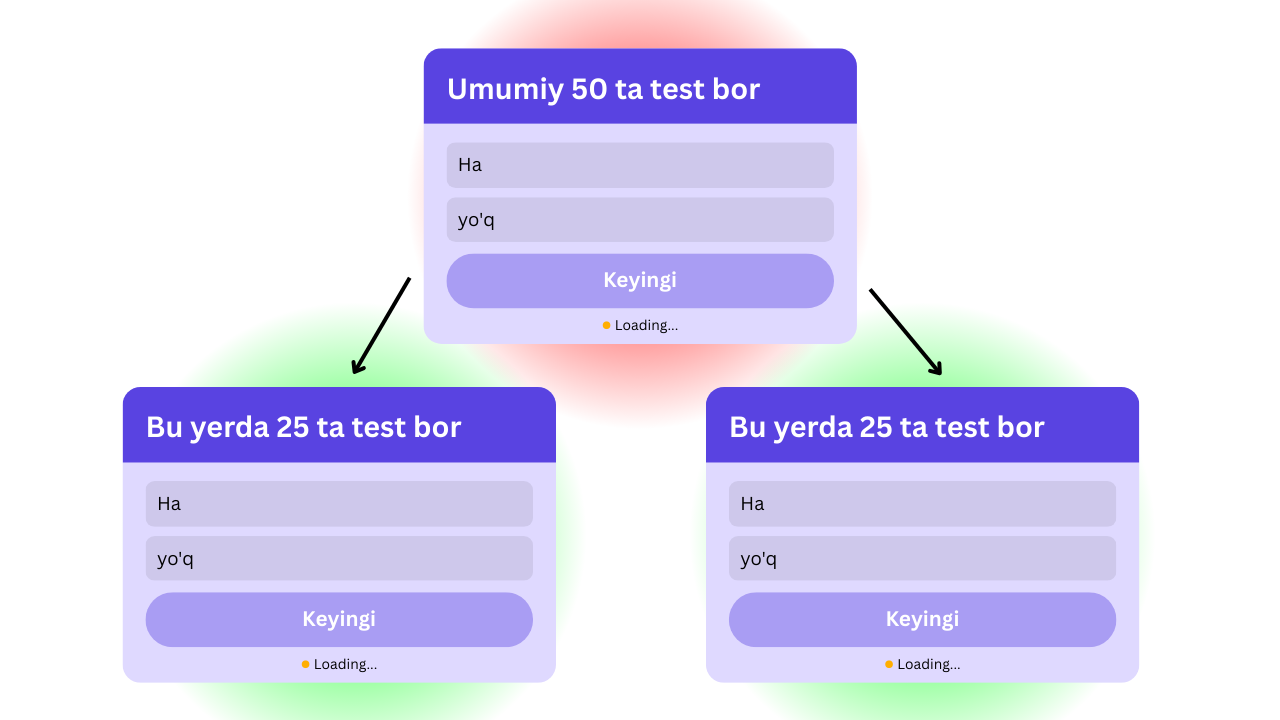 Umumiy 50 ta test bor
Ha
yo'q
Keyingi
Loading...
Bu yerda 25 ta test bor
Ha
yo'q
Keyingi
Loading...
Bu yerda 25 ta test bor
Ha
yo'q
Keyingi
Loading...